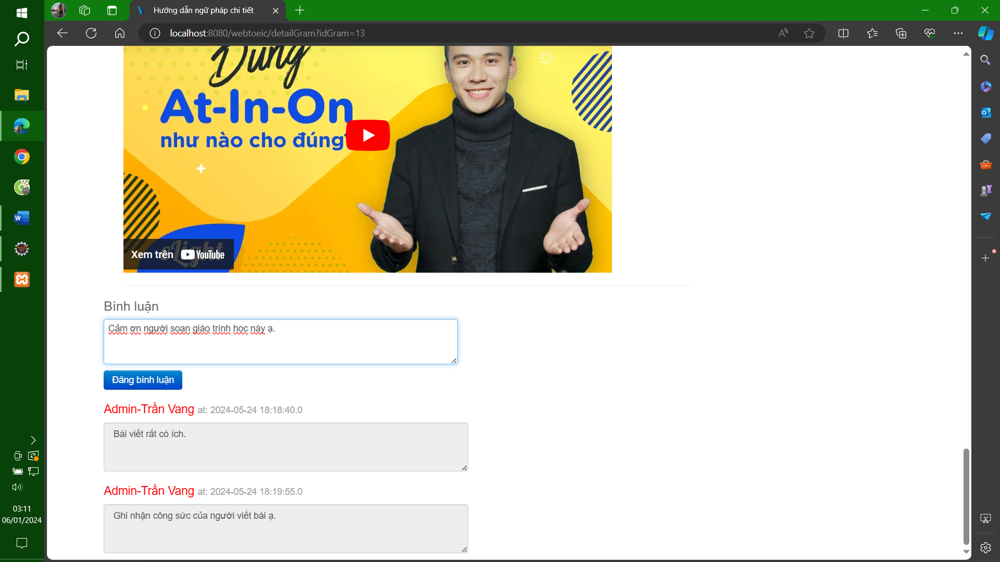 Hướng dẫn ngữ pháp chi tiết
localhost:8080/webtoeic/detailGram?idGram=13
Dùng
At-In-On
như nào cho đúng?
eLight
Xem trên YouTube
Bình luận
Cảm ơn người soạn giáo trình học này ạ.
Đăng bình luận
Admin-Trần Vang at: 2024-05-24 18:18:40.0
Bài viết rất có ích.
Admin-Trần Vang at: 2024-05-24 18:19:55.0
Ghi nhận công sức của người viết bài ạ.
03:11
06/01/2024